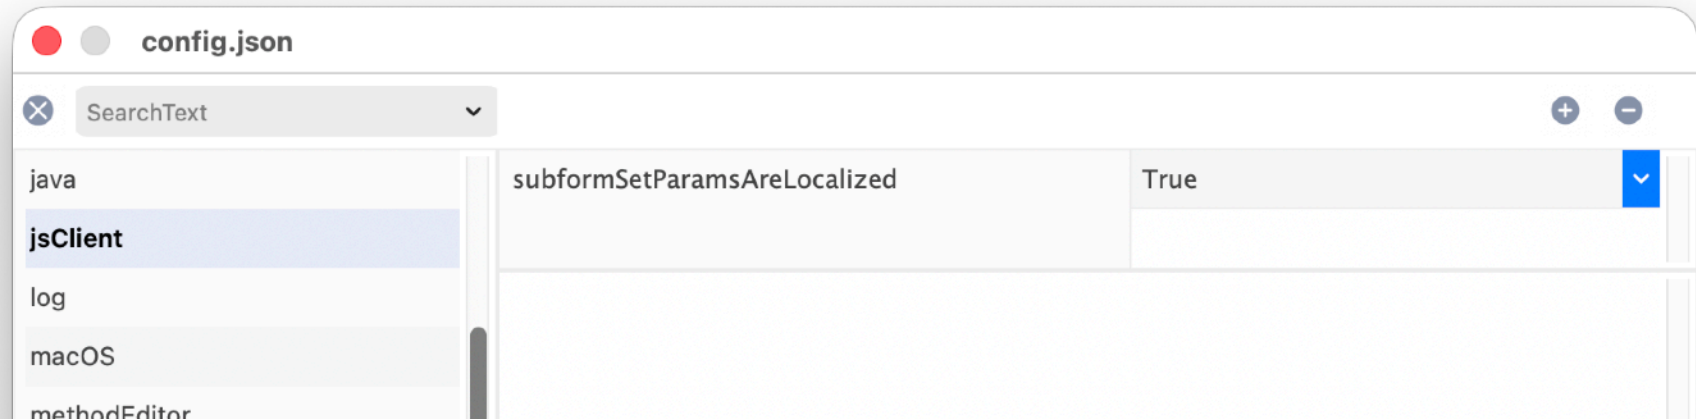 config.json
SearchText
java
subformSetParamsAreLocalized True
jsClient
log
macOS
methodEditor